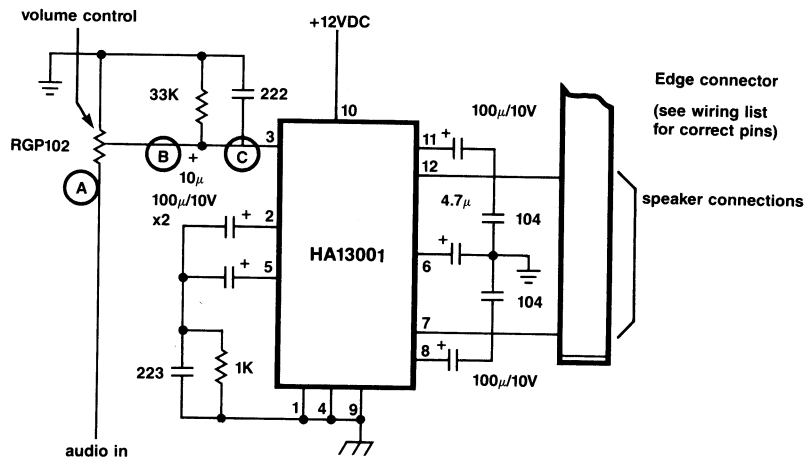 volume control
+12VDC
33K
222
RGP102
A
B
+
10μ
C
3
10
100μ/10V
x2
+
2
+
5
HA13001
223
1K
1
4
9
audio in
100μ/10V
11
+
12
4.7μ
104
+
6
104
7
8
+
100μ/10V
Edge connector
(see wiring list
for correct pins)
speaker connections